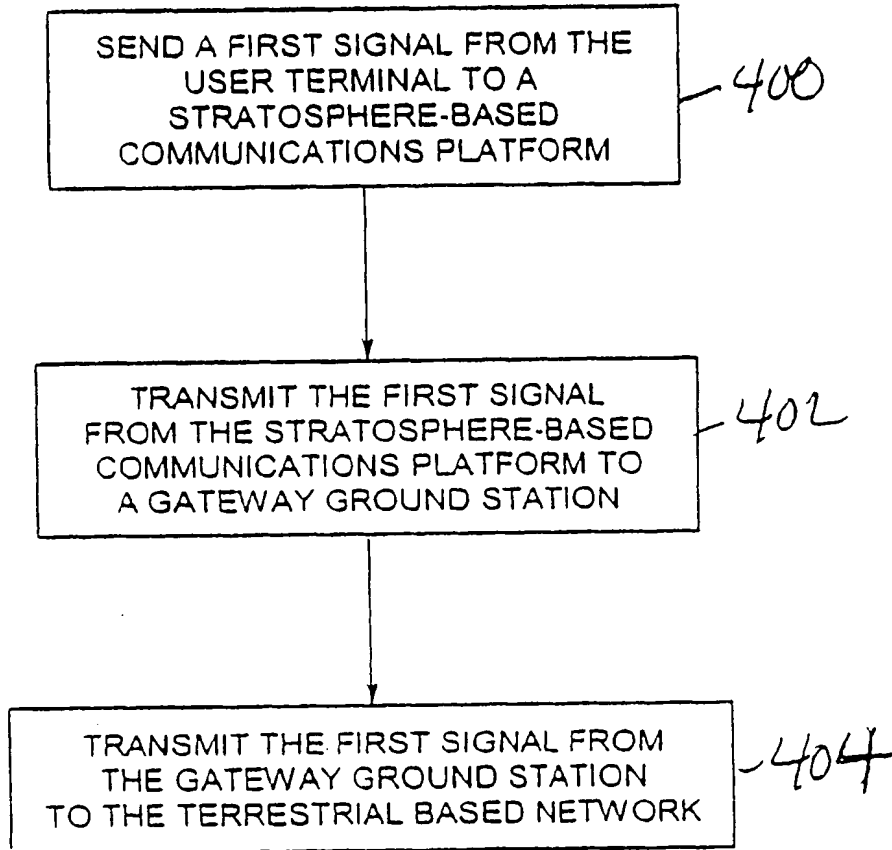 SEND A FIRST SIGNAL FROM THE
USER TERMINAL TO A
STRATOSPHERE-BASED
COMMUNICATIONS PLATFORM
400
TRANSMIT THE FIRST SIGNAL
FROM THE STRATOSPHERE-BASED
COMMUNICATIONS PLATFORM TO
A GATEWAY GROUND STATION
402
TRANSMIT THE FIRST SIGNAL FROM
THE GATEWAY GROUND STATION
TO THE TERRESTRIAL BASED NETWORK
404